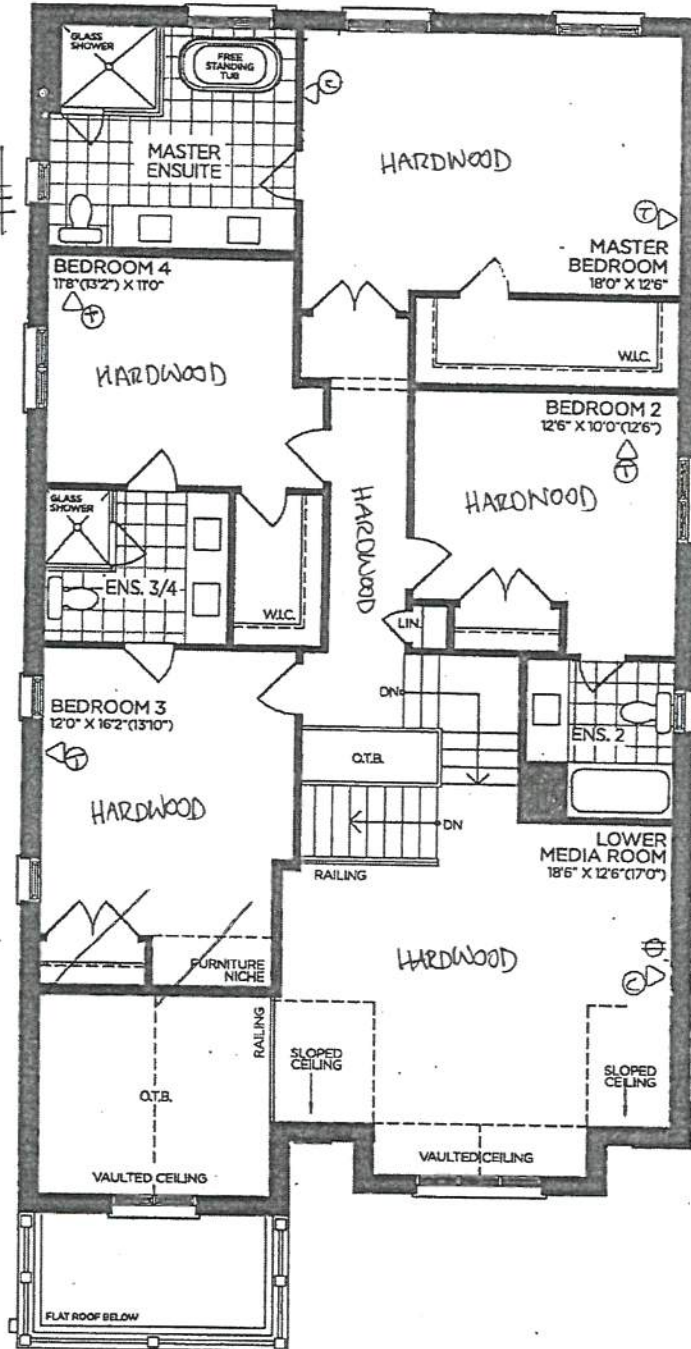 GLASS
SHOWER
FREE
STANDING
TUB
C
MASTER
ENSUITE
HARDWOOD
T
MASTER
BEDROOM
18'0" X 12'6"
BEDROOM 4
11'8"(13'2") X 11'0"
T
HARDWOOD
W.I.C.
BEDROOM 2
12'6" X 10'0"(12'6")
T
HARDWOOD
HARDWOOD
GLASS
SHOWER
ENS. 3/4
W.I.C.
LIN.
BEDROOM 3
12'0" X 16'2"(13'10")
T
HARDWOOD
DN
ENS. 2
O.T.B.
DN
RAILING
LOWER
MEDIA ROOM
18'6" X 12'6"(17'0")
HARDWOOD
C
FURNITURE
NICHE
RAILING
O.T.B.
SLOPED
CEILING
SLOPED
CEILING
VAULTED CEILING
VAULTED CEILING
FLAT ROOF BELOW